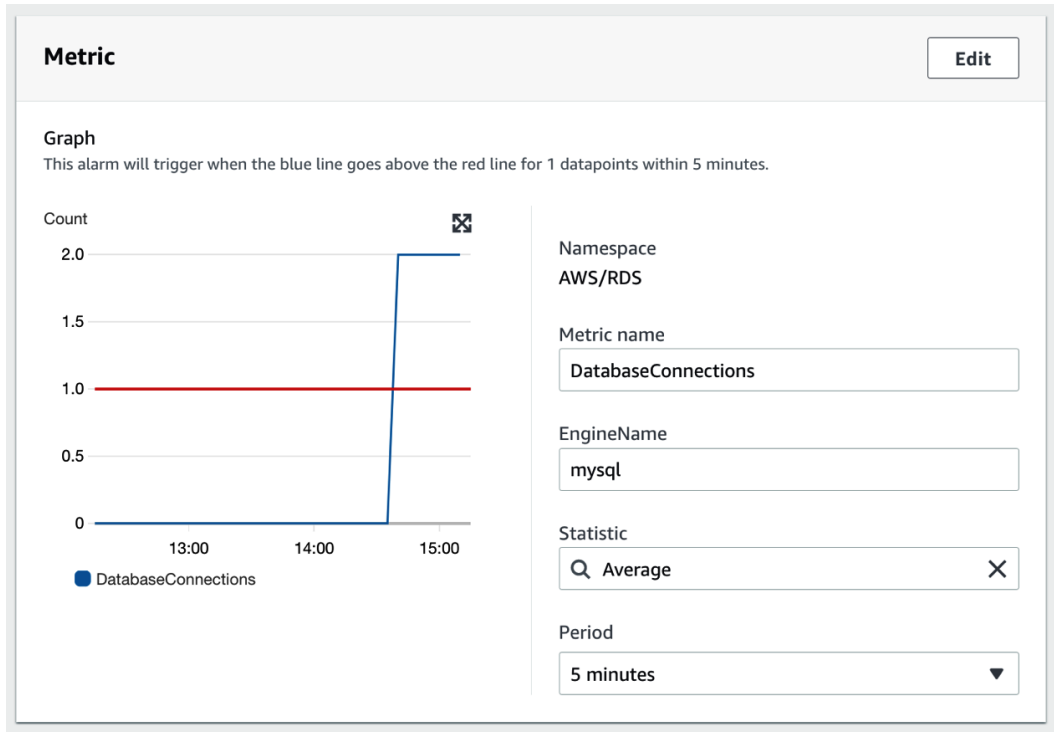 Metric
Edit
Graph
This alarm will trigger when the blue line goes above the red line for 1 datapoints within 5 minutes.
Count
2.0
1.5
1.0
0.5
0
13:00 14:00 15:00
DatabaseConnections
Namespace
AWS/RDS
Metric name
DatabaseConnections
EngineName
mysql
Statistic
Average
Period
5 minutes